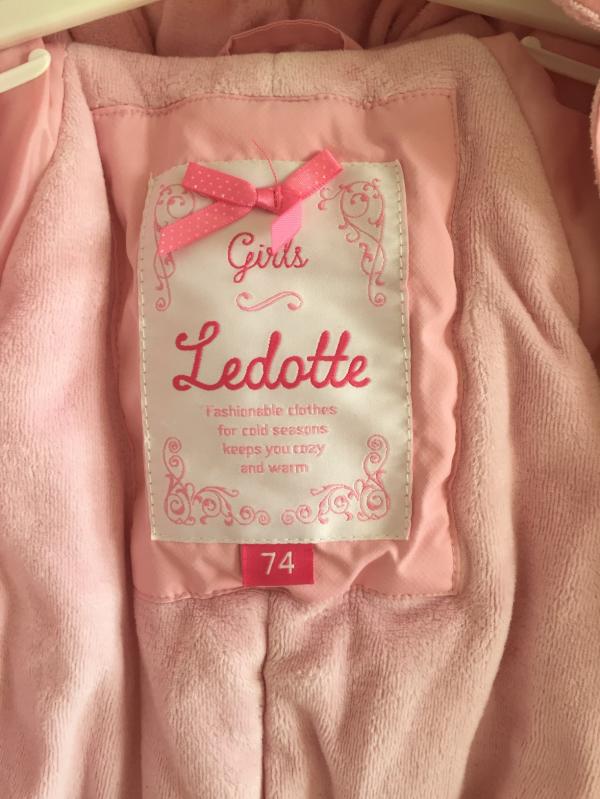 Girls
Ledotte
Fashionable clothes
for cold seasons
keeps you cozy
and warm
74